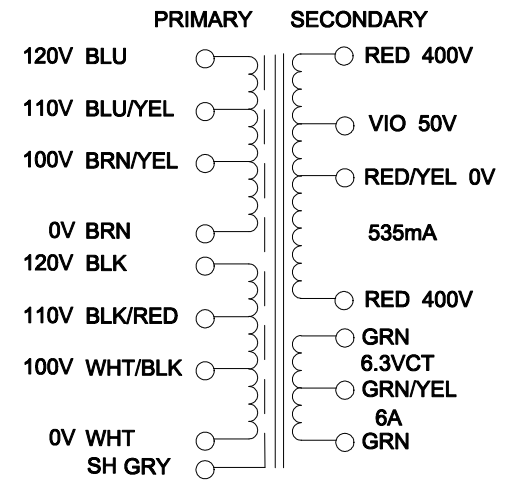 PRIMARY SECONDARY
120V BLU RED 400V
110V BLU/YEL VIO 50V
100V BRN/YEL RED/YEL 0V
0V BRN 535mA
120V BLK
110V BLK/RED RED 400V
GRN
100V WHT/BLK 6.3VCT
GRN/YEL
6A
0V WHT GRN
SH GRY